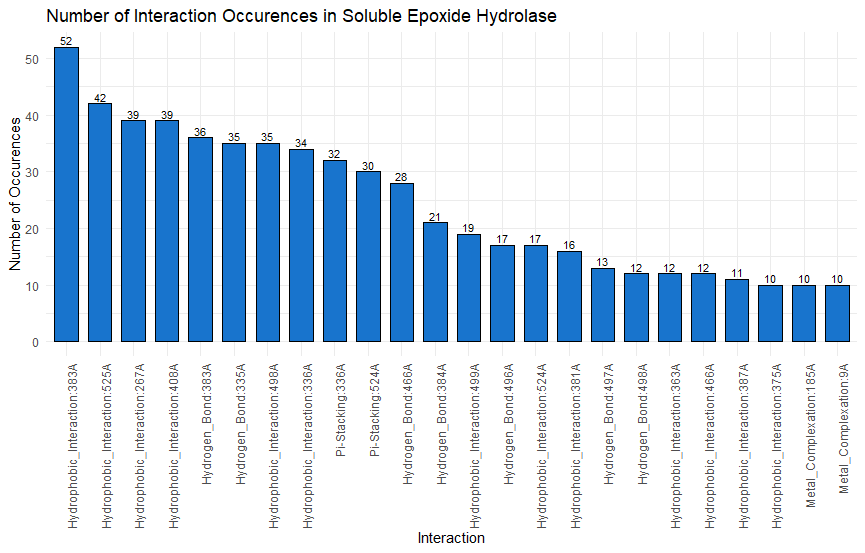 Number of Interaction Occurences in Soluble Epoxide Hydrolase
Number of Occurences
50
40
30
20
10
0
52
42
39
39
36
35
35
34
32
30
28
21
19
17
17
16
13
12
12
12
11
10
10
10
Hydrophobic_Interaction:383A
Hydrophobic_Interaction:525A
Hydrophobic_Interaction:267A
Hydrophobic_Interaction:408A
Hydrogen_Bond:383A
Hydrogen_Bond:335A
Hydrophobic_Interaction:498A
Hydrophobic_Interaction:336A
Pi-Stacking:336A
Pi-Stacking:524A
Hydrogen_Bond:466A
Hydrogen_Bond:384A
Hydrophobic_Interaction:499A
Hydrogen_Bond:496A
Hydrophobic_Interaction:524A
Hydrophobic_Interaction:381A
Hydrogen_Bond:497A
Hydrogen_Bond:498A
Hydrophobic_Interaction:363A
Hydrophobic_Interaction:466A
Hydrophobic_Interaction:387A
Hydrophobic_Interaction:375A
Metal_Complexation:185A
Metal_Complexation:9A
Interaction